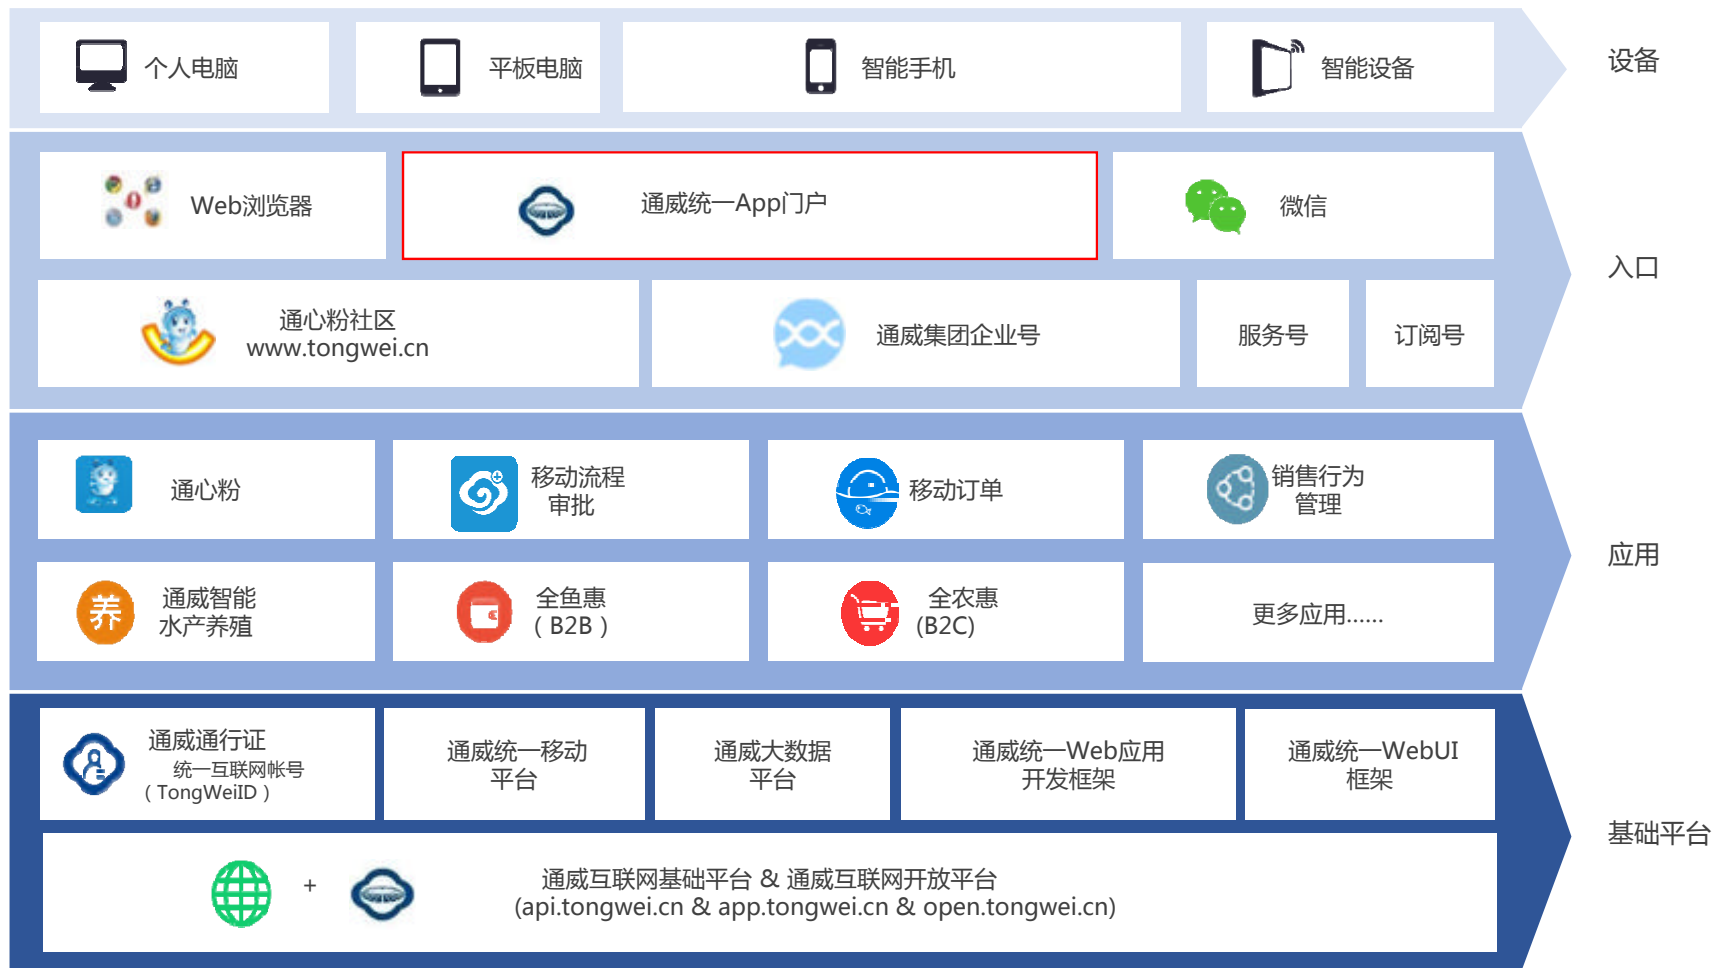 个人电脑
平板电脑
智能手机
智能设备
设备
Web浏览器
通威统一App门户
微信
入口
通心粉社区
www.tongwei.cn
通威集团企业号
服务号
订阅号
通心粉
移动流程
审批
移动订单
销售行为
管理
应用
养
通威智能
水产养殖
全鱼惠
（B2B）
全农惠
(B2C)
更多应用......
通威通行证
统一互联网帐号
（TongWeiID）
通威统一移动
平台
通威大数据
平台
通威统一Web应用
开发框架
通威统一WebUI
框架
基础平台
+
通威互联网基础平台 & 通威互联网开放平台
(api.tongwei.cn & app.tongwei.cn & open.tongwei.cn)